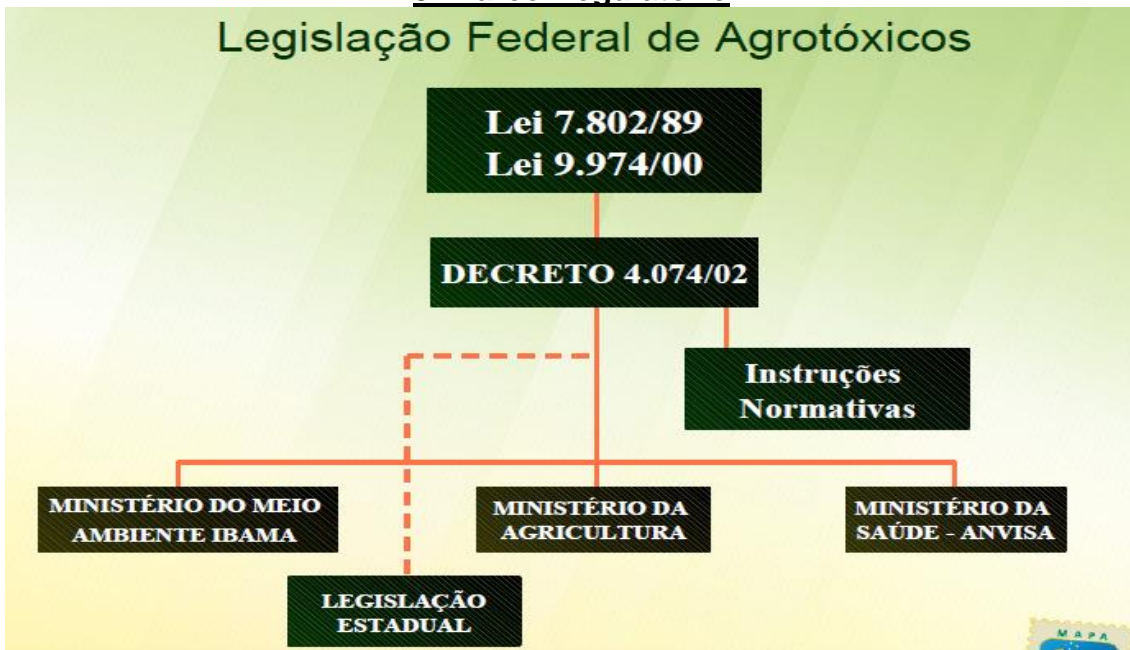 Legislação Federal de Agrotóxicos
Lei 7.802/89
Lei 9.974/00
DECRETO 4.074/02
Instruções
Normativas
MINISTÉRIO DO MEIO
AMBIENTE IBAMA
MINISTÉRIO DA
AGRICULTURA
MINISTÉRIO DA
SAÚDE - ANVISA
LEGISLAÇÃO
ESTADUAL
MAPA